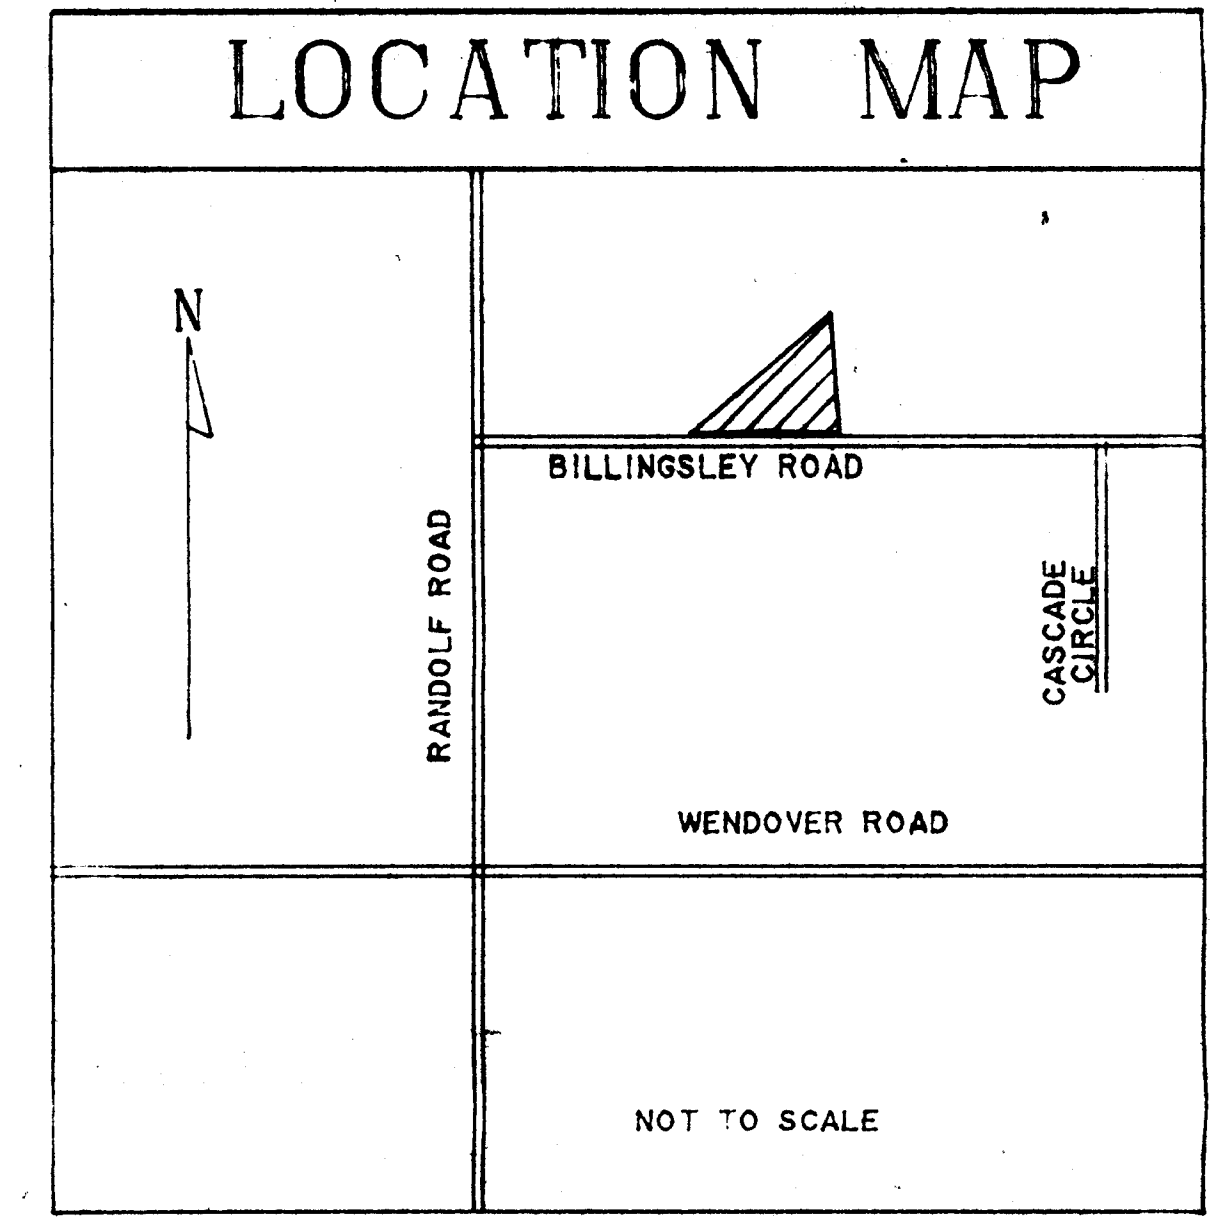 LOCATION MAP
N
BILLINGSLEY ROAD
RANDOLF ROAD
CASCADE
CIRCLE
WENDOVER ROAD
NOT TO SCALE